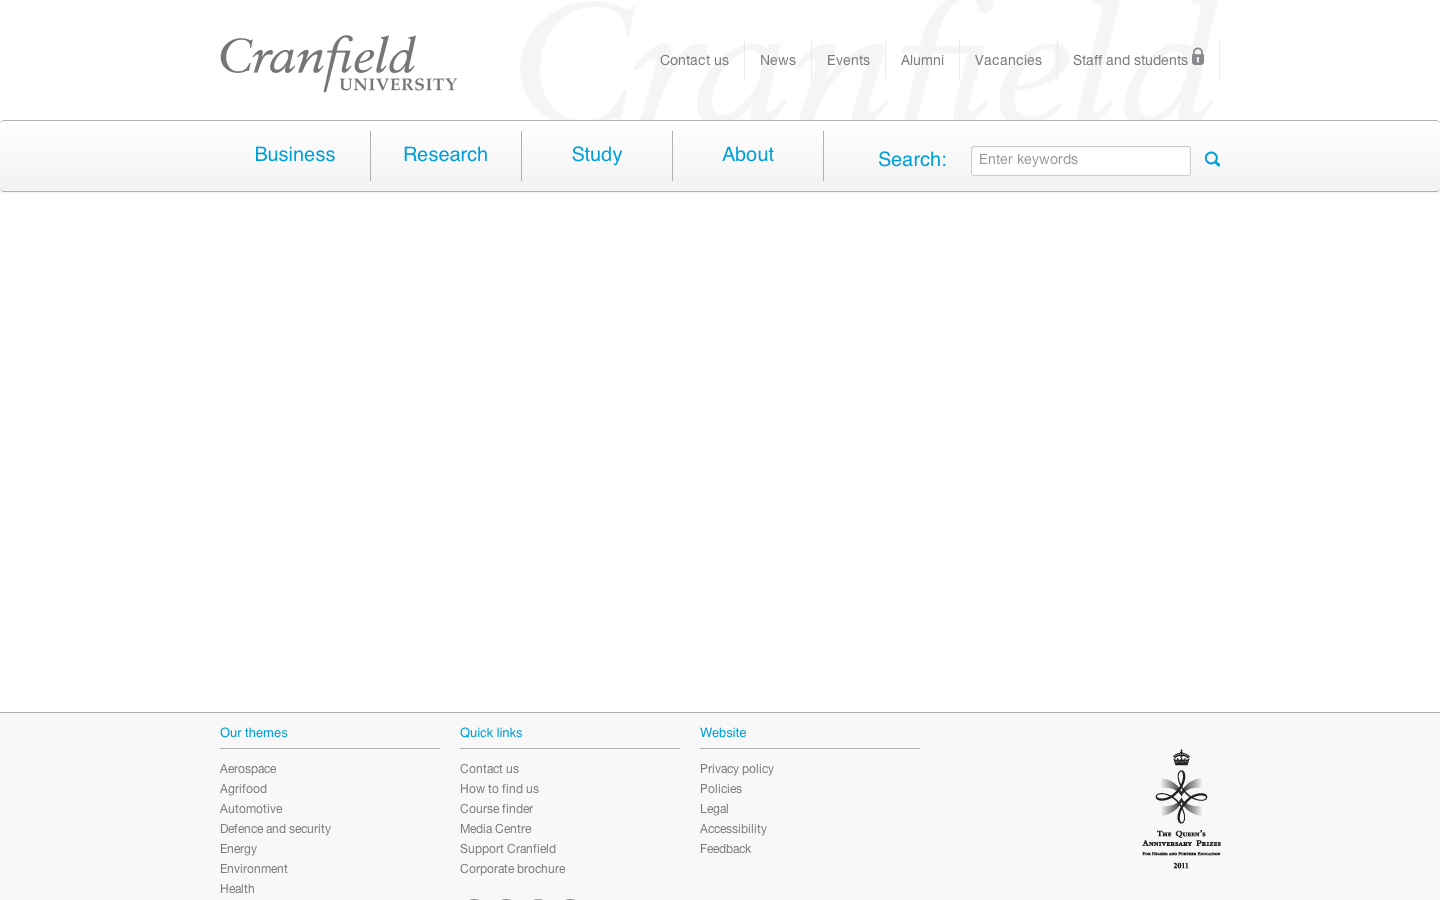 Cranfield
UNIVERSITY
Cranfield
Contact us
News
Events
Alumni
Vacancies
Staff and students
Business
Research
Study
About
Search:
Enter keywords
Our themes
Aerospace
Agrifood
Automotive
Defence and security
Energy
Environment
Health
Quick links
Contact us
How to find us
Course finder
Media Centre
Support Cranfield
Corporate brochure
Website
Privacy policy
Policies
Legal
Accessibility
Feedback
The Queen's
Anniversary Prizes
For Higher and Further Education
2011